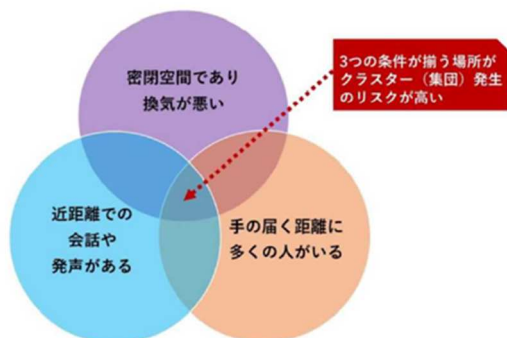 密閉空間であり
換気が悪い
3つの条件が揃う場所が
クラスター（集団）発生
のリスクが高い
近距離での
会話や
発声がある
手の届く距離に
多くの人がいる